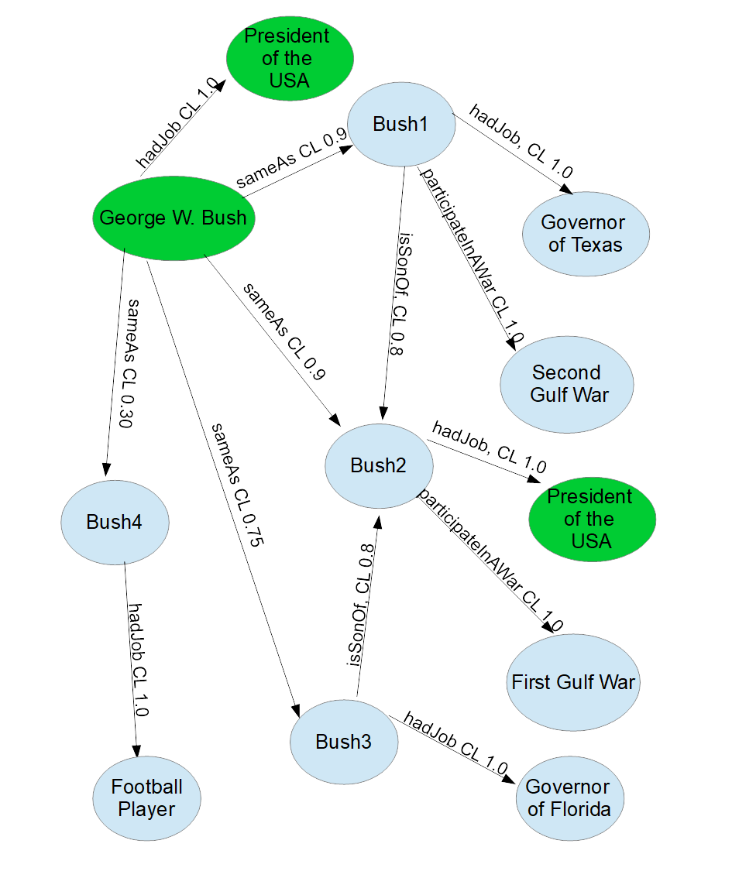 President
of the
USA
hadJob CL 1.0
Bush1
sameAs CL 0.9
hadJob, CL 1.0
George W. Bush
participateInAWar CL 1.0
Governor
of Texas
isSonOf, CL 0.8
sameAs CL 0.9
sameAs CL 0.30
Second
Gulf War
hadJob, CL 1.0
Bush2
sameAs CL 0.75
President
of the
USA
Bush4
participateInAWar CL 1.0
isSonOf, CL 0.8
hadJob CL 1.0
First Gulf War
Bush3
hadJob CL 1.0
Football
Player
Governor
of Florida